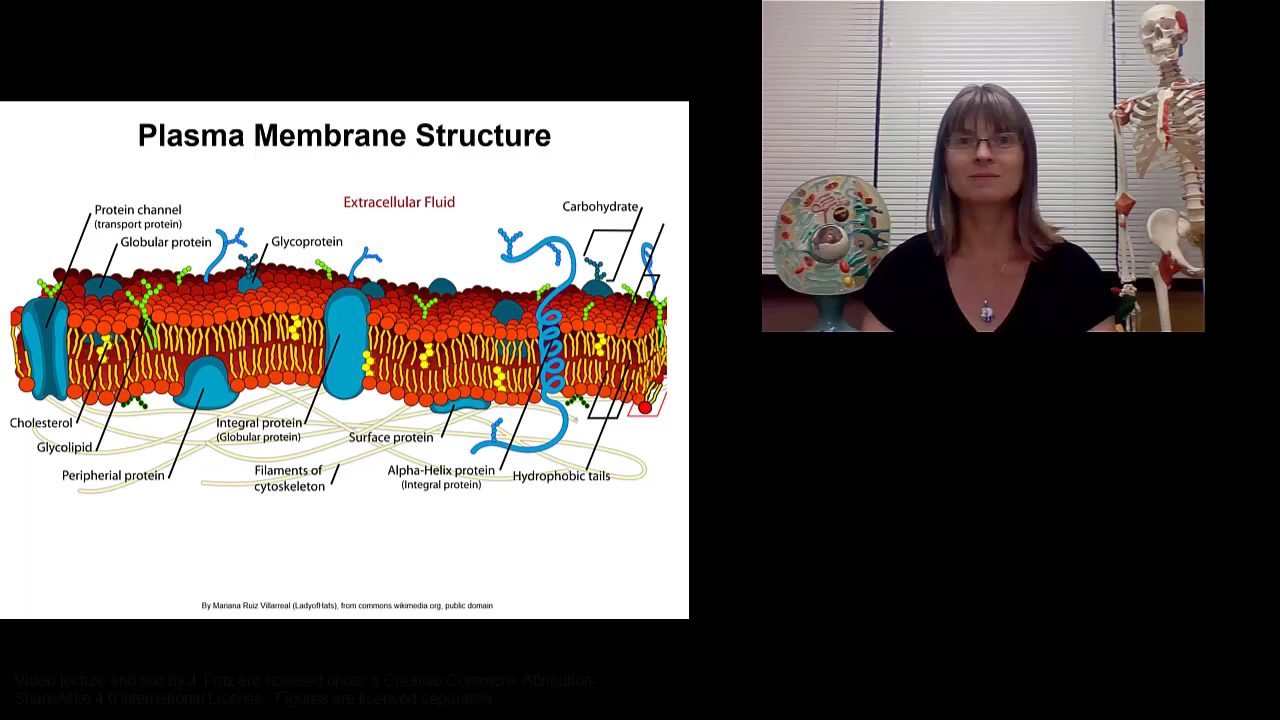 Plasma Membrane Structure
Extracellular Fluid
Carbohydrate
Protein channel
(transport protein)
Globular protein
Glycoprotein
Cholesterol
Glycolipid
Peripherial protein
Integral protein
(Globular protein)
Filaments of
cytoskeleton
Surface protein
Alpha-Helix protein
(Integral protein)
Hydrophobic tails
By Mariana Ruiz Villarreal (LadyofHats), from commons wikimedia org, public domain
Video lecture and text by J. Fritz are licensed under a Creative Commons Attribution-
ShareAlike 4.0 International License. Figures are licensed separately.